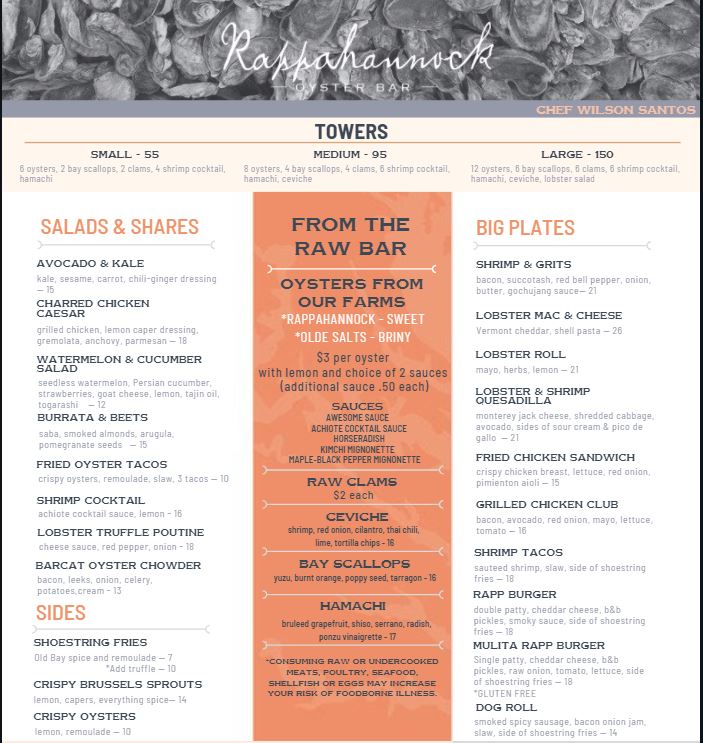 Rappahannock
OYSTER BAR
CHEF WILSON SANTOS
TOWERS
SMALL - 55
6 oysters, 2 bay scallops, 2 clams, 4 shrimp cocktail,
hamachi
MEDIUM - 95
8 oysters, 4 bay scallops, 4 clams, 6 shrimp cocktail,
hamachi, ceviche
LARGE - 150
12 oysters, 6 bay scallops, 6 clams, 6 shrimp cocktail,
hamachi, ceviche, lobster salad
SALADS & SHARES
AVOCADO & KALE
kale, sesame, carrot, chili-ginger dressing
— 15
CHARRED CHICKEN
CAESAR
grilled chicken, lemon caper dressing,
gremolata, anchovy, parmesan — 18
WATERMELON & CUCUMBER
SALAD
seedless watermelon, Persian cucumber,
strawberries, goat cheese, lemon, tajin oil,
togarashi — 12
BURRATA & BEETS
saba, smoked almonds, arugula,
pomegranate seeds — 15
FRIED OYSTER TACOS
crispy oysters, remoulade, slaw, 3 tacos — 10
SHRIMP COCKTAIL
achiote cocktail sauce, lemon - 16
LOBSTER TRUFFLE POUTINE
cheese sauce, red pepper, onion - 18
BARCAT OYSTER CHOWDER
bacon, leeks, onion, celery,
potatoes,cream - 13
SIDES
SHOESTRING FRIES
Old Bay spice and remoulade — 7
*Add truffle — 10
CRISPY BRUSSELS SPROUTS
lemon, capers, everything spice— 14
CRISPY OYSTERS
lemon, remoulade — 10
FROM THE
RAW BAR
OYSTERS FROM
OUR FARMS
*RAPPAHANNOCK - SWEET
*OLDE SALTS - BRINY
$3 per oyster
with lemon and choice of 2 sauces
(additional sauce .50 each)
SAUCES
AWESOME SAUCE
ACHIOTE COCKTAIL SAUCE
HORSERADISH
KIMCHI MIGNONETTE
MAPLE-BLACK PEPPER MIGNONETTE
RAW CLAMS
$2 each
CEVICHE
shrimp, red onion, cilantro, thai chili,
lime, tortilla chips - 16
BAY SCALLOPS
yuzu, burnt orange, poppy seed, tarragon - 16
HAMACHI
bruleed grapefruit, shiso, serrano, radish,
ponzu vinaigrette - 17
*CONSUMING RAW OR UNDERCOOKED
MEATS, POULTRY, SEAFOOD,
SHELLFISH OR EGGS MAY INCREASE
YOUR RISK OF FOODBORNE ILLNESS.
BIG PLATES
SHRIMP & GRITS
bacon, succotash, red bell pepper, onion,
butter, gochujang sauce— 21
LOBSTER MAC & CHEESE
Vermont cheddar, shell pasta — 26
LOBSTER ROLL
mayo, herbs, lemon — 21
LOBSTER & SHRIMP
QUESADILLA
monterey jack cheese, shredded cabbage,
avocado, sides of sour cream & pico de
gallo — 21
FRIED CHICKEN SANDWICH
crispy chicken breast, lettuce, red onion,
pimienton aioli — 15
GRILLED CHICKEN CLUB
bacon, avocado, red onion, mayo, lettuce,
tomato — 16
SHRIMP TACOS
sauteed shrimp, slaw, side of shoestring
fries — 18
RAPP BURGER
double patty, cheddar cheese, b&b
pickles, smoky sauce, side of shoestring
fries — 18
MULITA RAPP BURGER
Single patty, cheddar cheese, b&b
pickles, raw onion, tomato, lettuce, side
of shoestring fries — 18
*GLUTEN FREE
DOG ROLL
smoked spicy sausage, bacon onion jam,
slaw, side of shoestring fries — 14